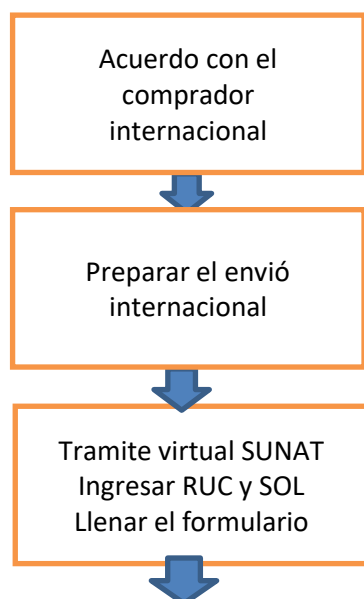 Acuerdo con el
comprador
internacional
Preparar el envió
internacional
Tramite virtual SUNAT
Ingresar RUC y SOL
Llenar el formulario